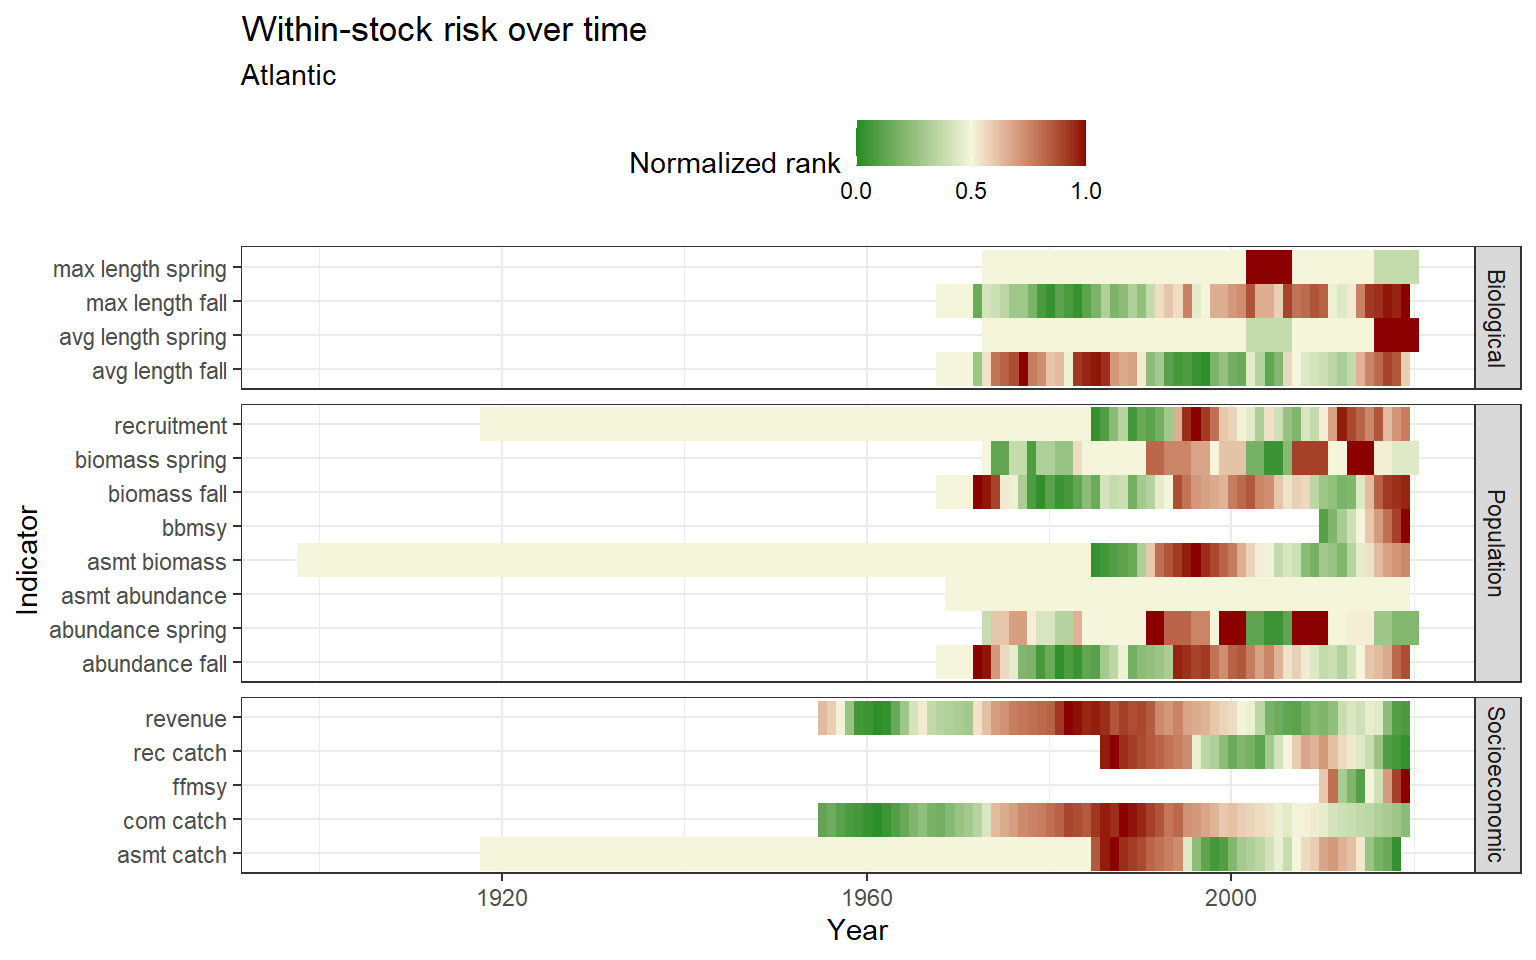 Within-stock risk over time
Atlantic
Normalized rank
0.0 0.5 1.0
max length spring
max length fall
avg length spring
avg length fall
Biological
recruitment
biomass spring
biomass fall
bbmsy
asmt biomass
asmt abundance
abundance spring
abundance fall
Population
revenue
rec catch
ffmsy
com catch
asmt catch
Socioeconomic
Indicator
1920 1960 2000
Year